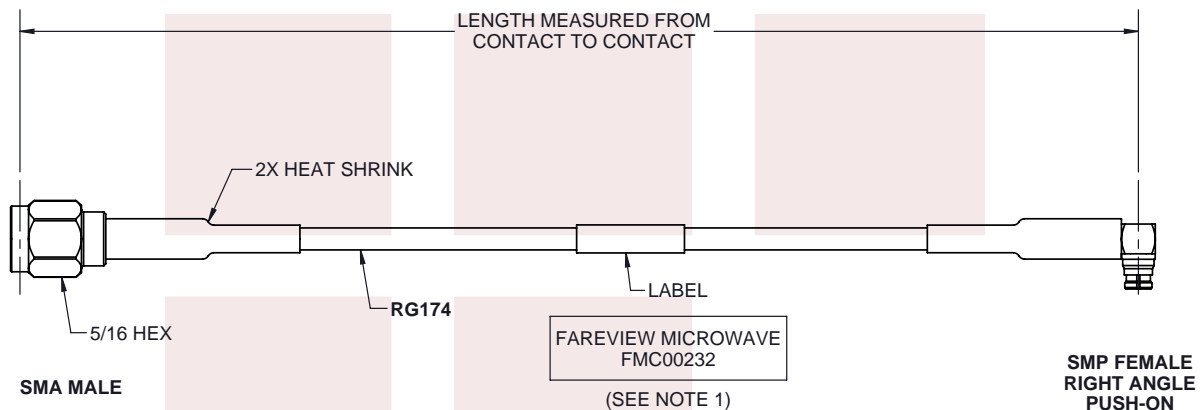 LENGTH MEASURED FROM
CONTACT TO CONTACT
2X HEAT SHRINK
LABEL
RG174
5/16 HEX
FAREVIEW MICROWAVE
FMC00232
(SEE NOTE 1)
SMA MALE
SMP FEMALE
RIGHT ANGLE
PUSH-ON